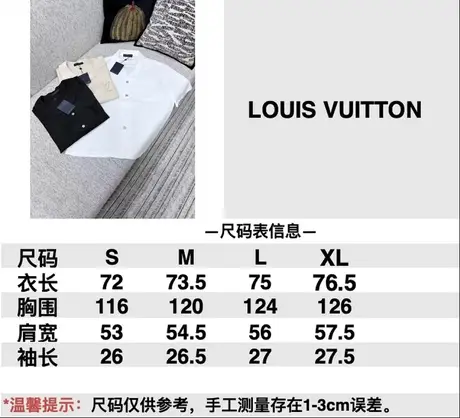 LOUIS VUITTON
—尺码表信息—
尺码 S M L XL
衣长 72 73.5 75 76.5
胸围 116 120 124 126
肩宽 53 54.5 56 57.5
袖长 26 26.5 27 27.5
*温馨提示：尺码仅供参考，手工测量存在1-3cm误差。